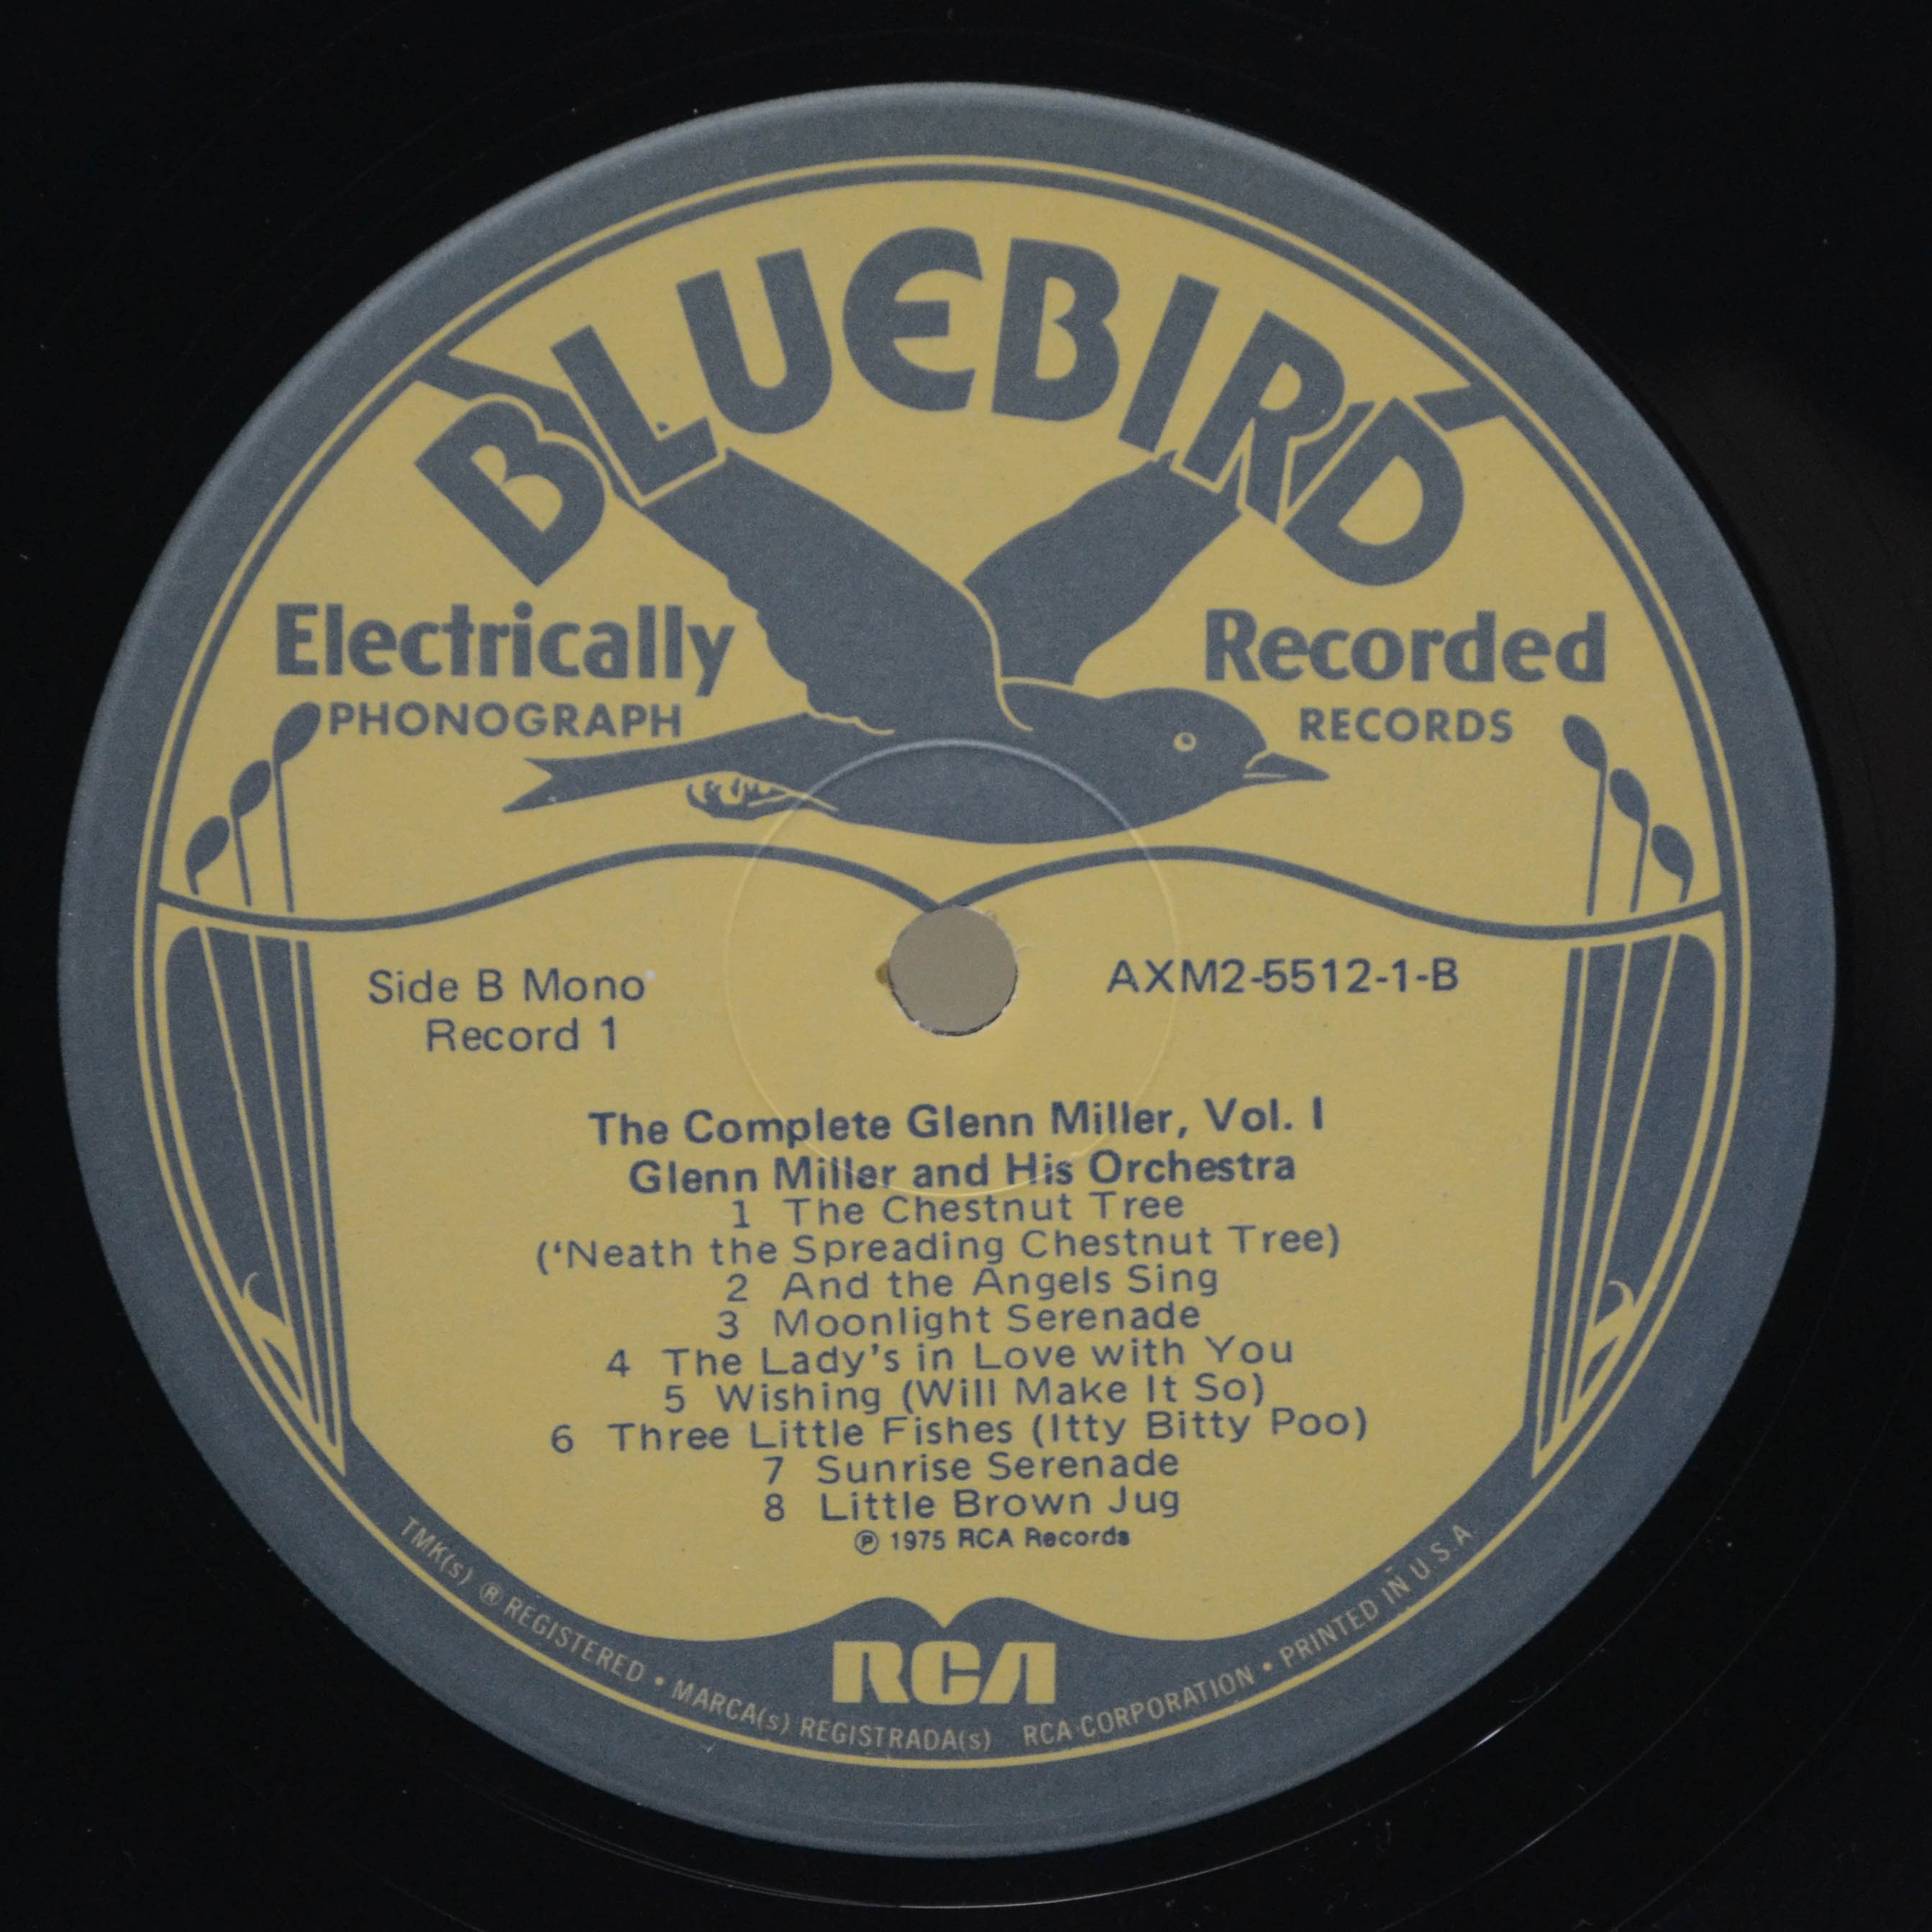 BLUEBIRD
Electrically Recorded
PHONOGRAPH RECORDS
Side B Mono
Record 1
AXM2-5512-1-B
The Complete Glenn Miller, Vol. I
Glenn Miller and His Orchestra
1 The Chestnut Tree
(‘Neath the Spreading Chestnut Tree)
2 And the Angels Sing
3 Moonlight Serenade
4 The Lady's in Love with You
5 Wishing (Will Make It So)
6 Three Little Fishes (Itty Bitty Poo)
7 Sunrise Serenade
8 Little Brown Jug
℗ 1975 RCA Records
RCA
TMK(s) ® REGISTERED • MARCA(s) REGISTRADA(s) RCA CORPORATION • PRINTED IN U.S.A